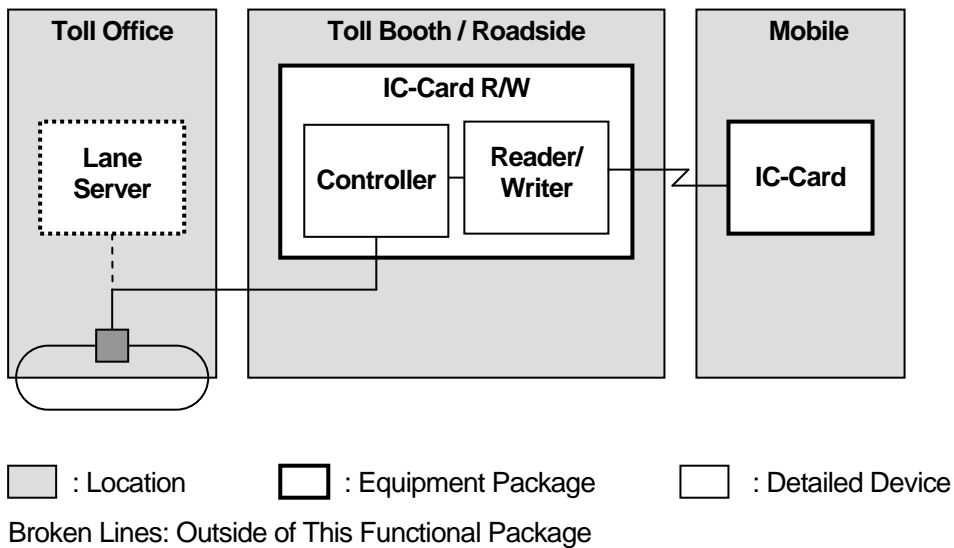 Toll Office
Toll Booth / Roadside
Mobile
IC-Card R/W
Lane
Server
Controller
Reader/
Writer
IC-Card
: Location
: Equipment Package
: Detailed Device
Broken Lines: Outside of This Functional Package